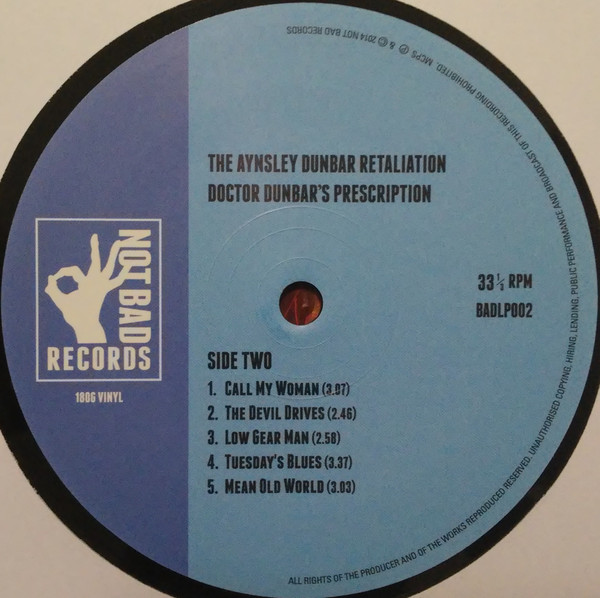 THE AYNSLEY DUNBAR RETALIATION
DOCTOR DUNBAR'S PRESCRIPTION
NOT BAD
RECORDS
180G VINYL
33⅓ RPM
BADLP002
SIDE TWO
1. CALL MY WOMAN (3.07)
2. THE DEVIL DRIVES (2.46)
3. LOW GEAR MAN (2.58)
4. TUESDAY'S BLUES (3.37)
5. MEAN OLD WORLD (3.03)
ALL RIGHTS OF THE PRODUCER AND OF THE WORKS REPRODUCED RESERVED. UNAUTHORISED COPYING, HIRING, LENDING, PUBLIC PERFORMANCE AND BROADCAST OF THIS RECORDING PROHIBITED. MCPS ℗ & © 2014 NOT BAD RECORDS